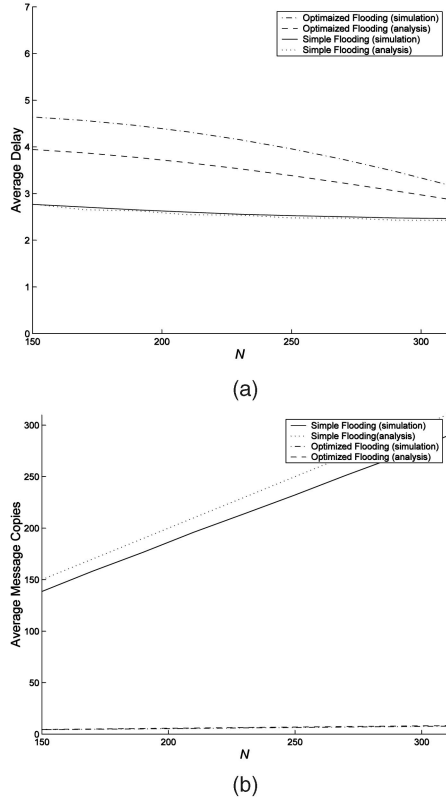 7
6
5
4
3
2
1
0
Average Delay
Optimaized Flooding (simulation)
Optimaized Flooding (analysis)
Simple Flooding (simulation)
Simple Flooding (analysis)
150
200
250
300
N
(a)
300
250
200
150
100
50
0
Average Message Copies
Simple Flooding (simulation)
Simple Flooding(analysis)
Optimized Flooding (simulation)
Optimized Flooding (analysis)
150
200
250
300
N
(b)